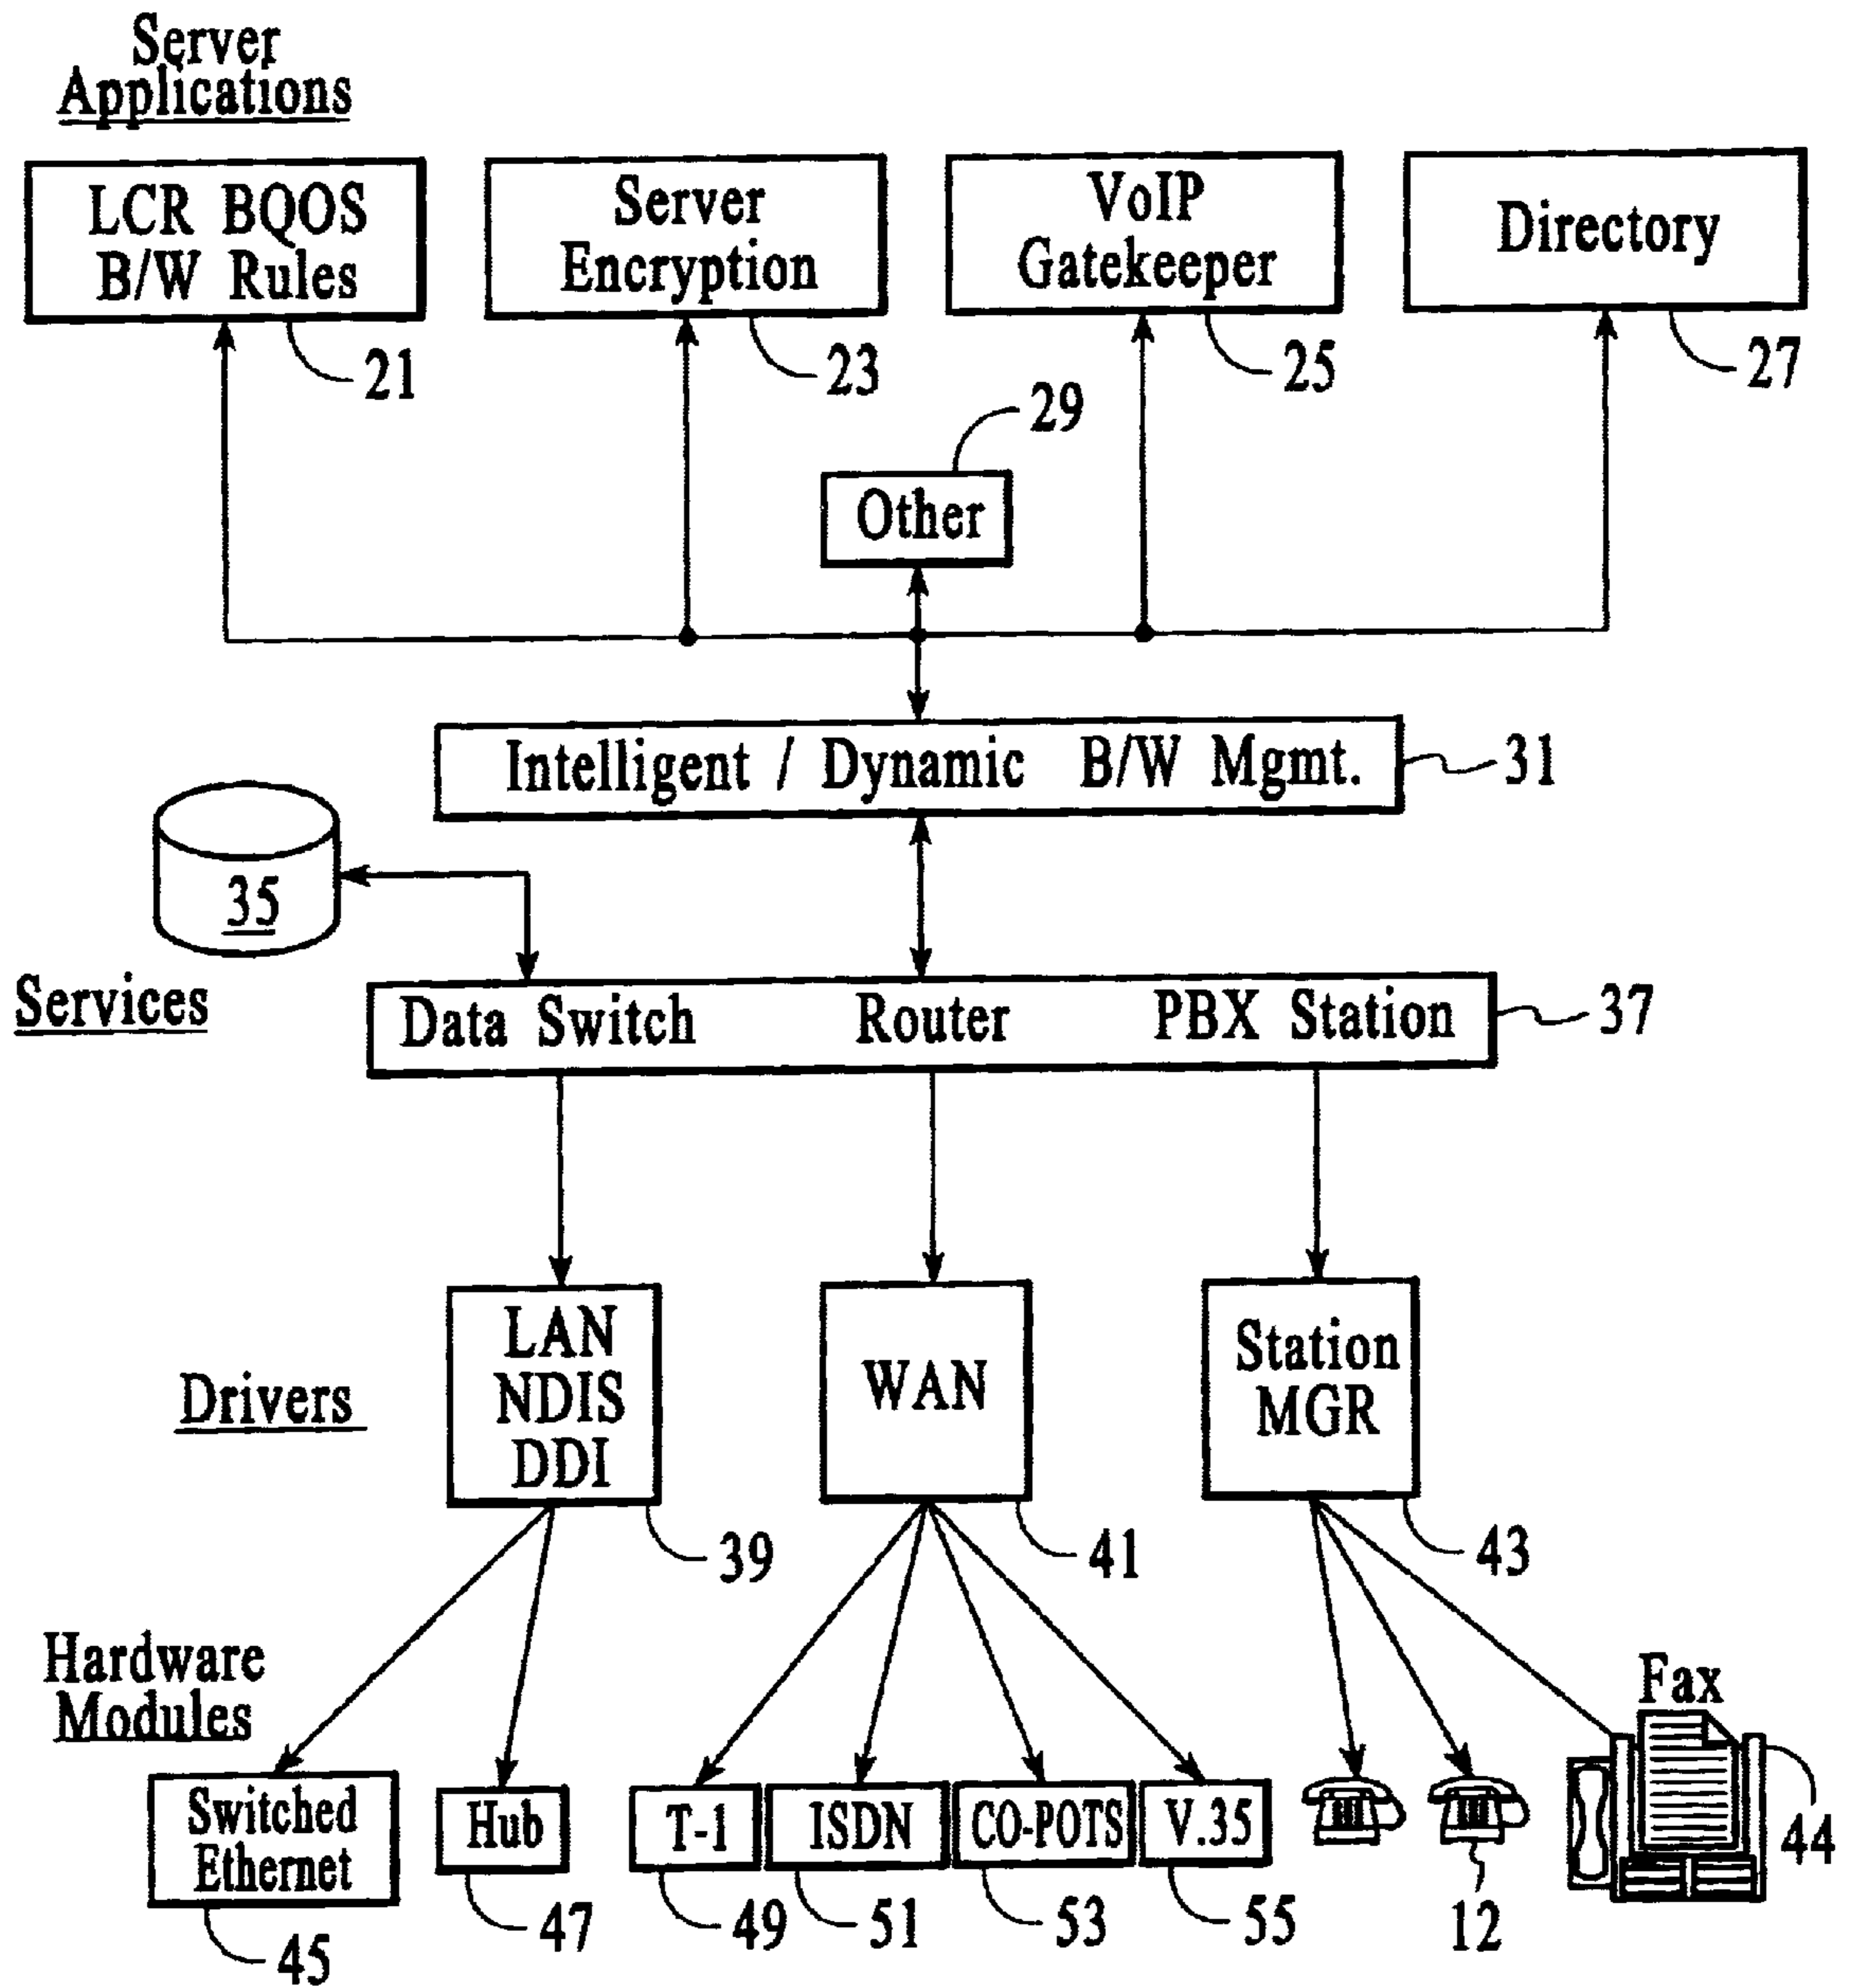 Server
Applications
LCR BQOS
B/W Rules
Server
Encryption
VoIP
Gatekeeper
Directory
21
23
25
27
29
Other
Intelligent / Dynamic B/W Mgmt.
31
35
Services
Data Switch Router PBX Station
37
Drivers
LAN
NDIS
DDI
WAN
Station
MGR
39
41
43
Hardware
Modules
Fax
Switched
Ethernet
Hub
T-1
ISDN
CO-POTS
V.35
44
45
47
49
51
53
55
12